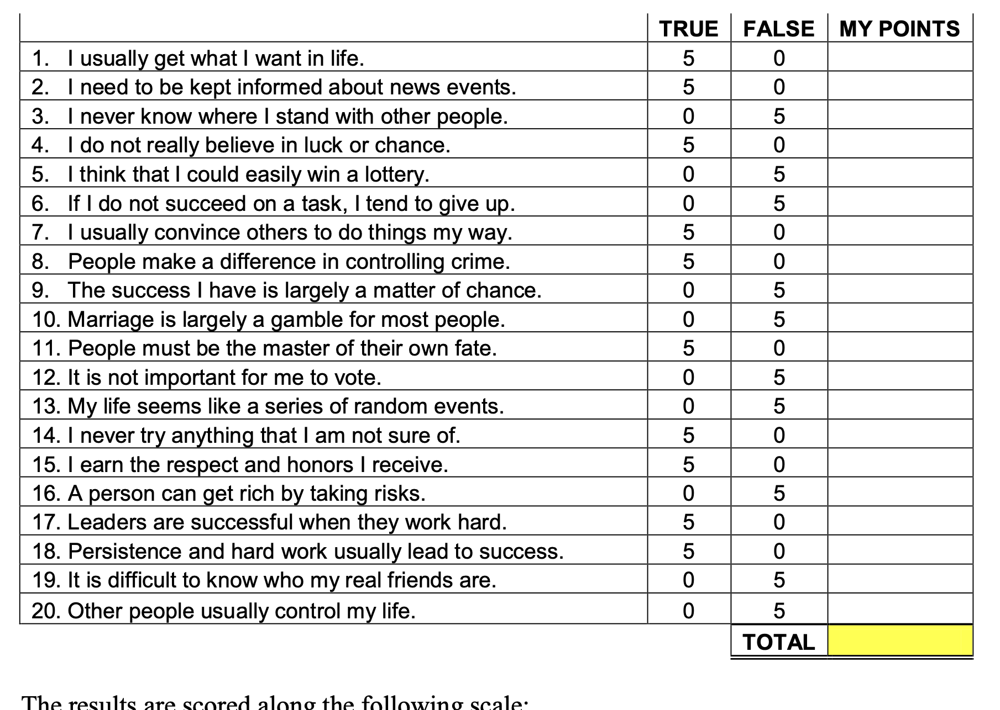 TRUE FALSE MY POINTS
1. I usually get what I want in life. 5 0
2. I need to be kept informed about news events. 5 0
3. I never know where I stand with other people. 0 5
4. I do not really believe in luck or chance. 5 0
5. I think that I could easily win a lottery. 0 5
6. If I do not succeed on a task, I tend to give up. 0 5
7. I usually convince others to do things my way. 5 0
8. People make a difference in controlling crime. 5 0
9. The success I have is largely a matter of chance. 0 5
10. Marriage is largely a gamble for most people. 0 5
11. People must be the master of their own fate. 5 0
12. It is not important for me to vote. 0 5
13. My life seems like a series of random events. 0 5
14. I never try anything that I am not sure of. 5 0
15. I earn the respect and honors I receive. 5 0
16. A person can get rich by taking risks. 0 5
17. Leaders are successful when they work hard. 5 0
18. Persistence and hard work usually lead to success. 5 0
19. It is difficult to know who my real friends are. 0 5
20. Other people usually control my life. 0 5
TOTAL
The results are scored along the following scale: